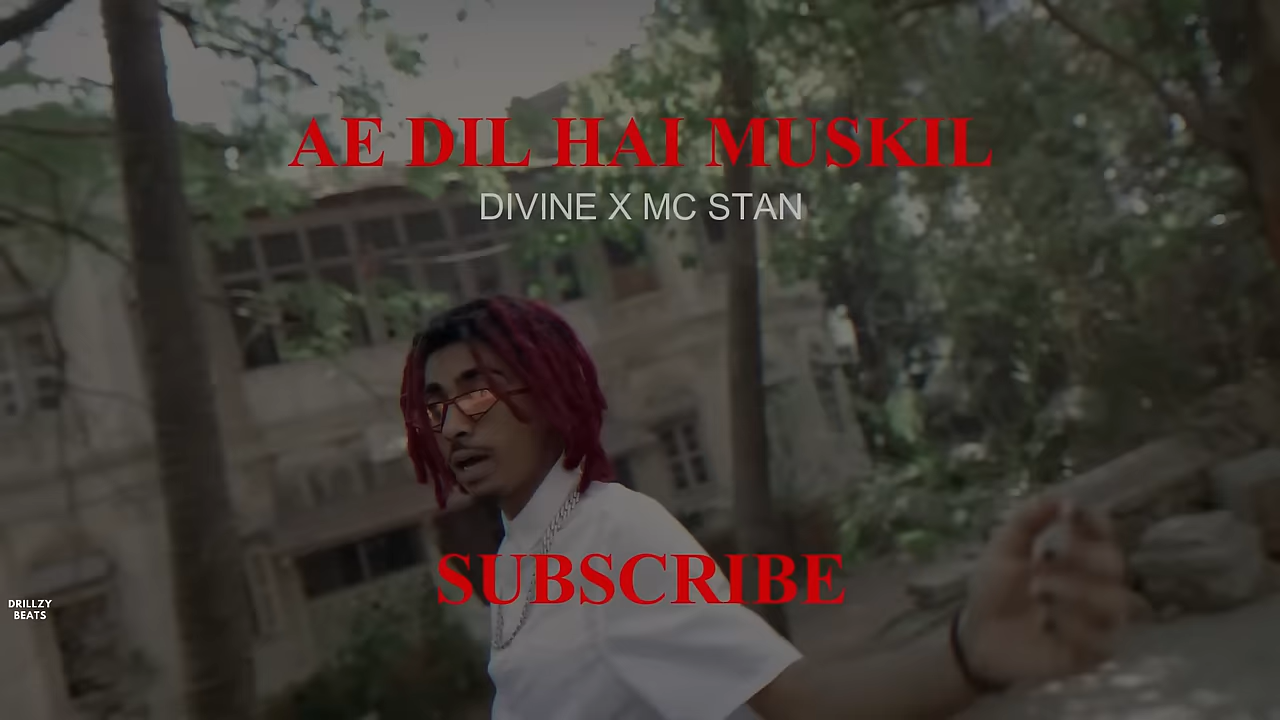 AE DIL HAI MUSKIL
DIVINE X MC STAN
SUBSCRIBE
DRILLZY
BEATS